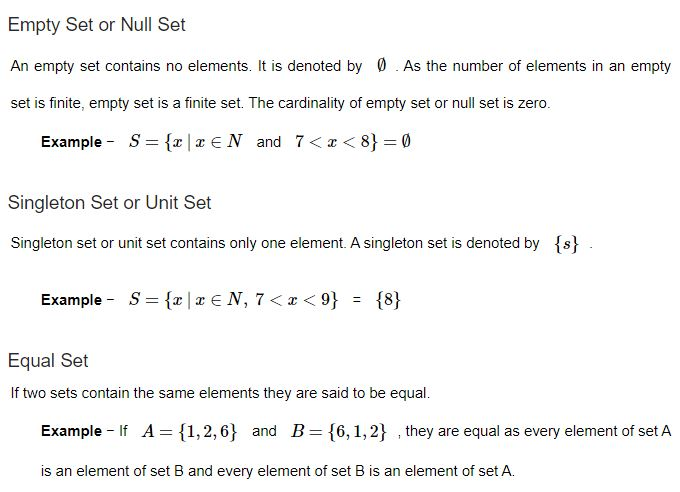 Empty Set or Null Set
An empty set contains no elements. It is denoted by ∅ . As the number of elements in an empty
set is finite, empty set is a finite set. The cardinality of empty set or null set is zero.
Example − S = {x | x ∈ N and 7 < x < 8} = ∅
Singleton Set or Unit Set
Singleton set or unit set contains only one element. A singleton set is denoted by {s} .
Example − S = {x | x ∈ N, 7 < x < 9} = {8}
Equal Set
If two sets contain the same elements they are said to be equal.
Example − If A = {1, 2, 6} and B = {6, 1, 2} , they are equal as every element of set A
is an element of set B and every element of set B is an element of set A.